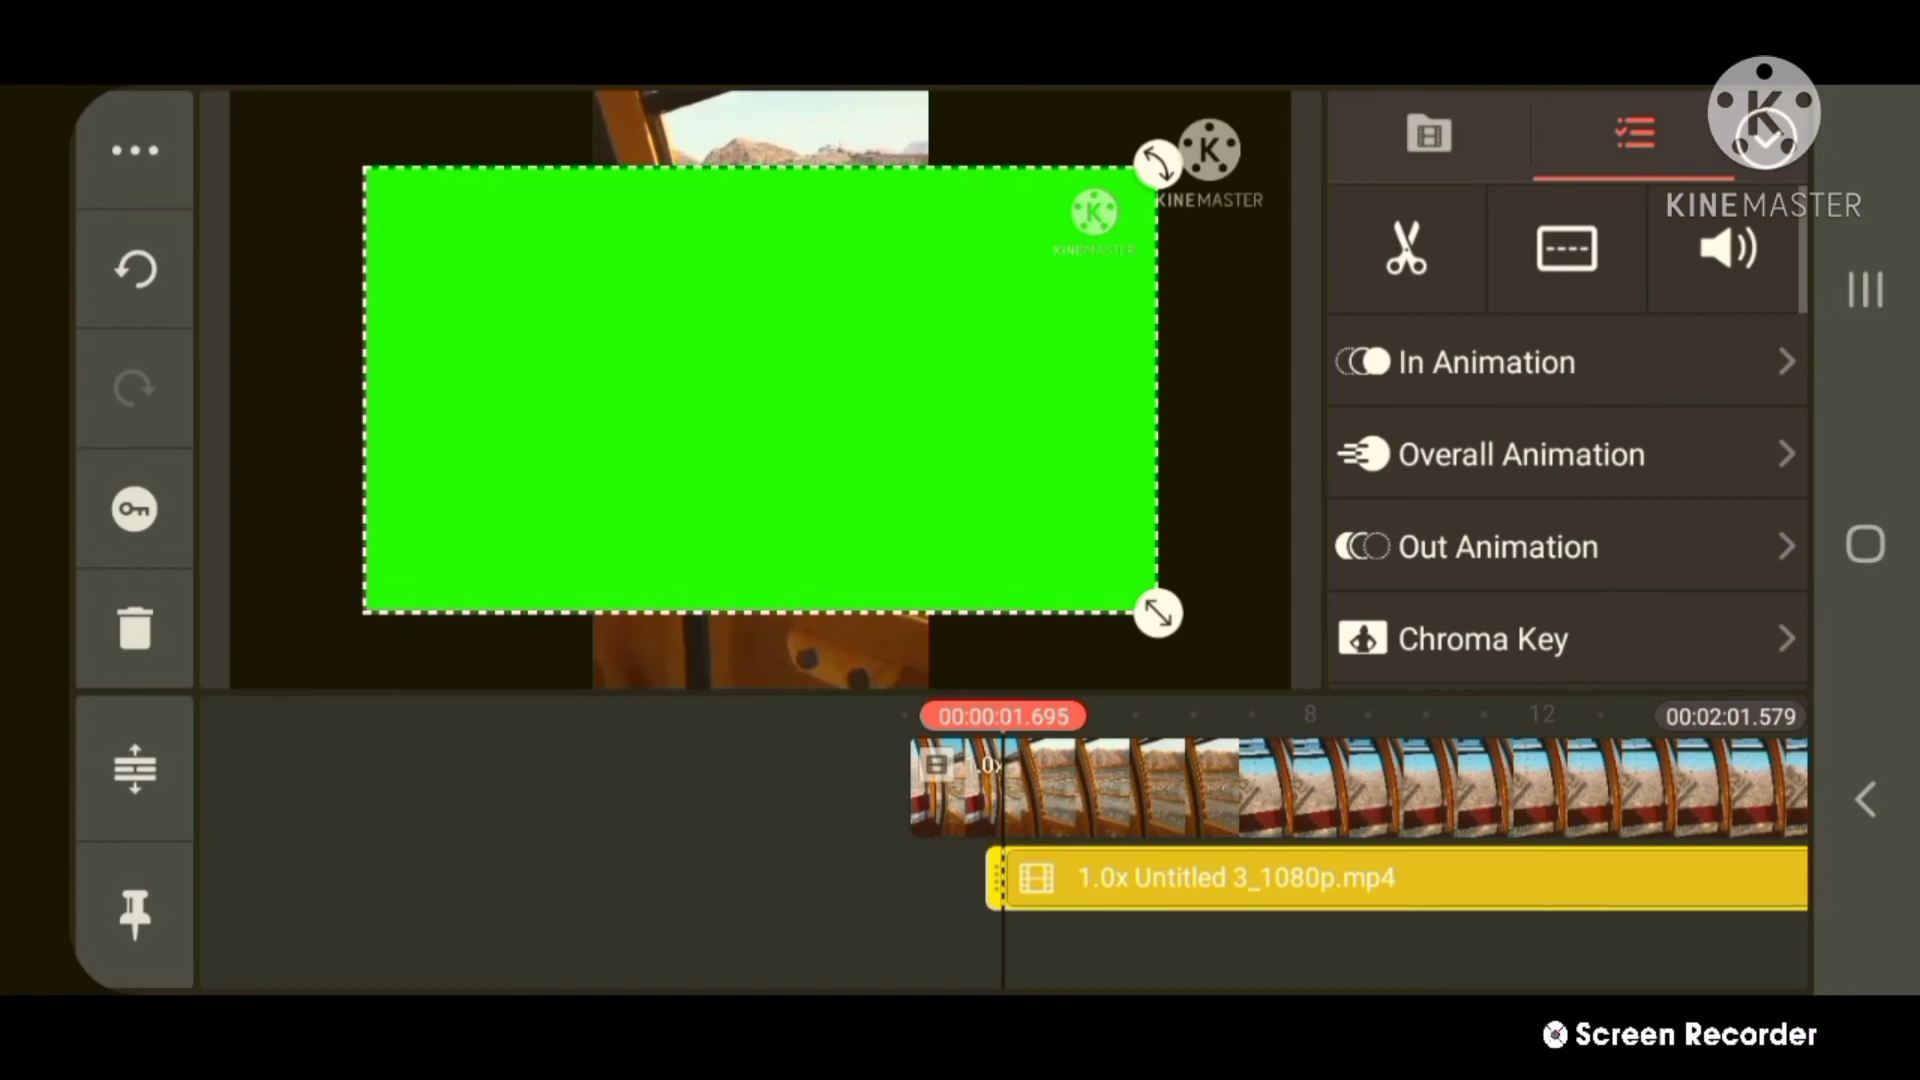 KINEMASTER
KINEMASTER
KINEMASTER
In Animation
Overall Animation
Out Animation
Chroma Key
00:00:01.695
8
12
00:02:01.579
1.0x
1.0x Untitled 3_1080p.mp4
Screen Recorder